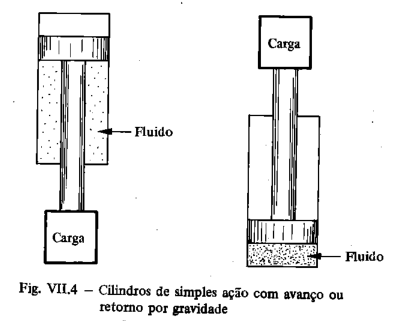 Carga
Fluido
Carga
Fluido
Fig. VII.4 — Cilindros de simples ação com avanço ou
retorno por gravidade